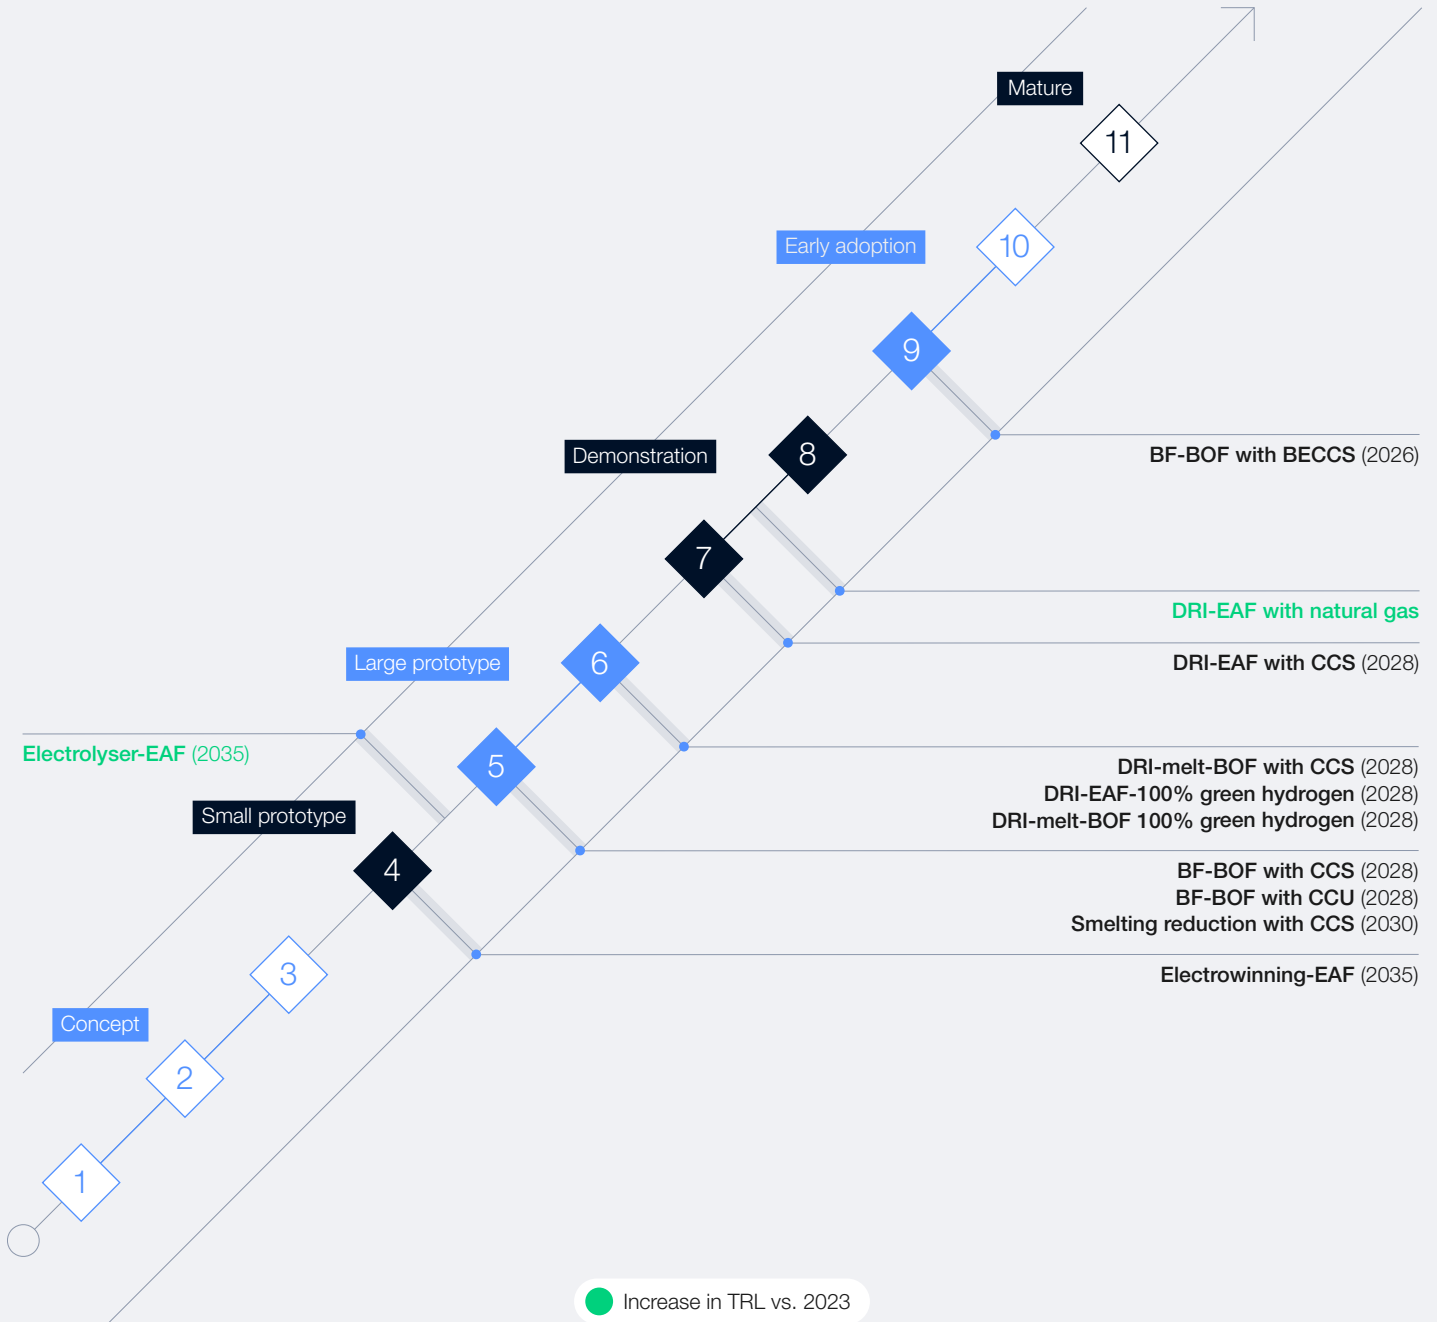 Mature
11
Early adoption
10
9
BF-BOF with BECCS (2026)
Demonstration
8
7
DRI-EAF with natural gas
DRI-EAF with CCS (2028)
Large prototype
6
Electrolyser-EAF (2035)
5
DRI-melt-BOF with CCS (2028)
DRI-EAF-100% green hydrogen (2028)
DRI-melt-BOF 100% green hydrogen (2028)
Small prototype
4
BF-BOF with CCS (2028)
BF-BOF with CCU (2028)
Smelting reduction with CCS (2030)
Electrowinning-EAF (2035)
3
Concept
2
1
Increase in TRL vs. 2023